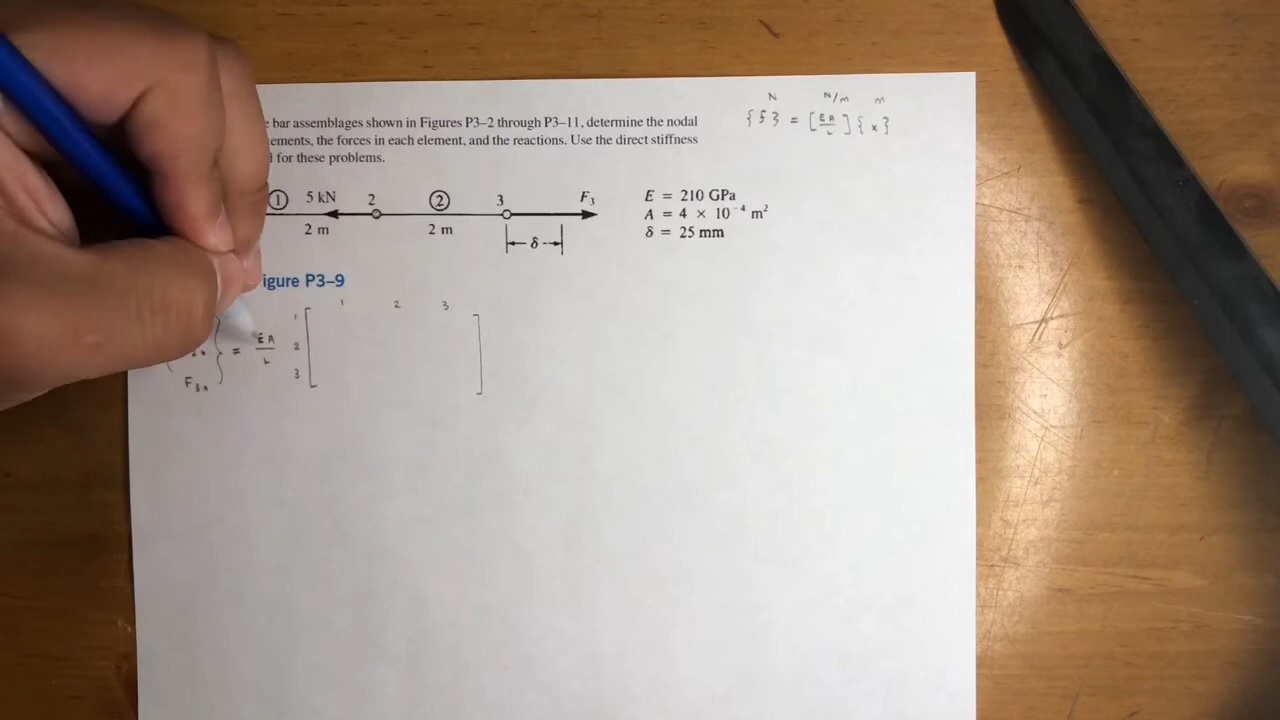 N N/m m
{f} = [EA/L]{x}
bar assemblages shown in Figures P3–2 through P3–11, determine the nodal
ements, the forces in each element, and the reactions. Use the direct stiffness
for these problems.
1 5 kN 2 2 3 F₃
2 m 2 m δ
E = 210 GPa
A = 4 × 10⁻⁴ m²
δ = 25 mm
igure P3–9
1 2 3
1
= EA/L 2
F3x 3